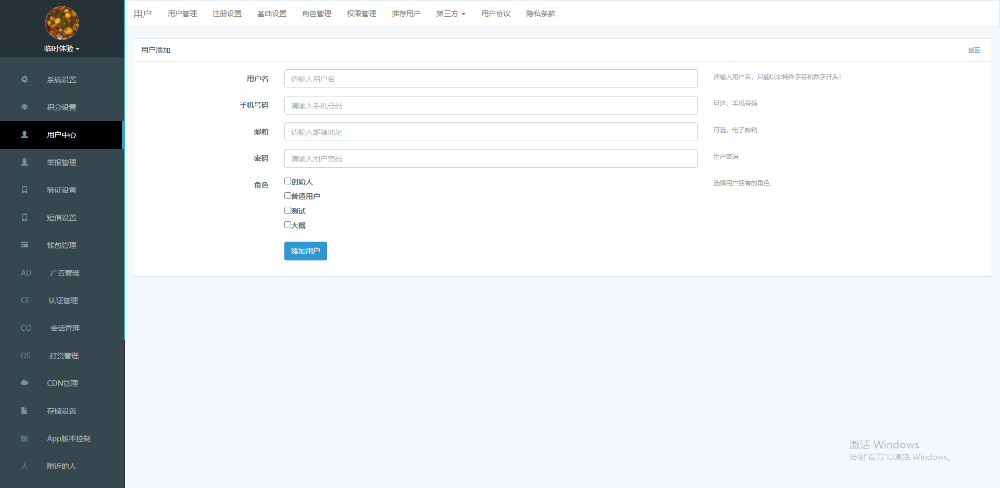 临时体验
系统设置
积分设置
用户中心
举报管理
验证设置
短信设置
钱包管理
AD 广告管理
CE 认证管理
CO 会话管理
DS 打赏管理
CDN管理
存储设置
版 App版本控制
人 附近的人
用户 用户管理 注册设置 基础设置 角色管理 权限管理 推荐用户 第三方 用户协议 隐私条款
用户添加 返回
用户名 请输入用户名 请输入用户名，只能以非特殊字符和数字开头！
手机号码 请输入手机号码 可选，手机号码
邮箱 请输入邮箱地址 可选，电子邮箱
密码 请输入用户密码 用户密码
角色 创始人 选择用户拥有的角色
普通用户
测试
大概
添加用户
激活 Windows
转到"设置"以激活 Windows。